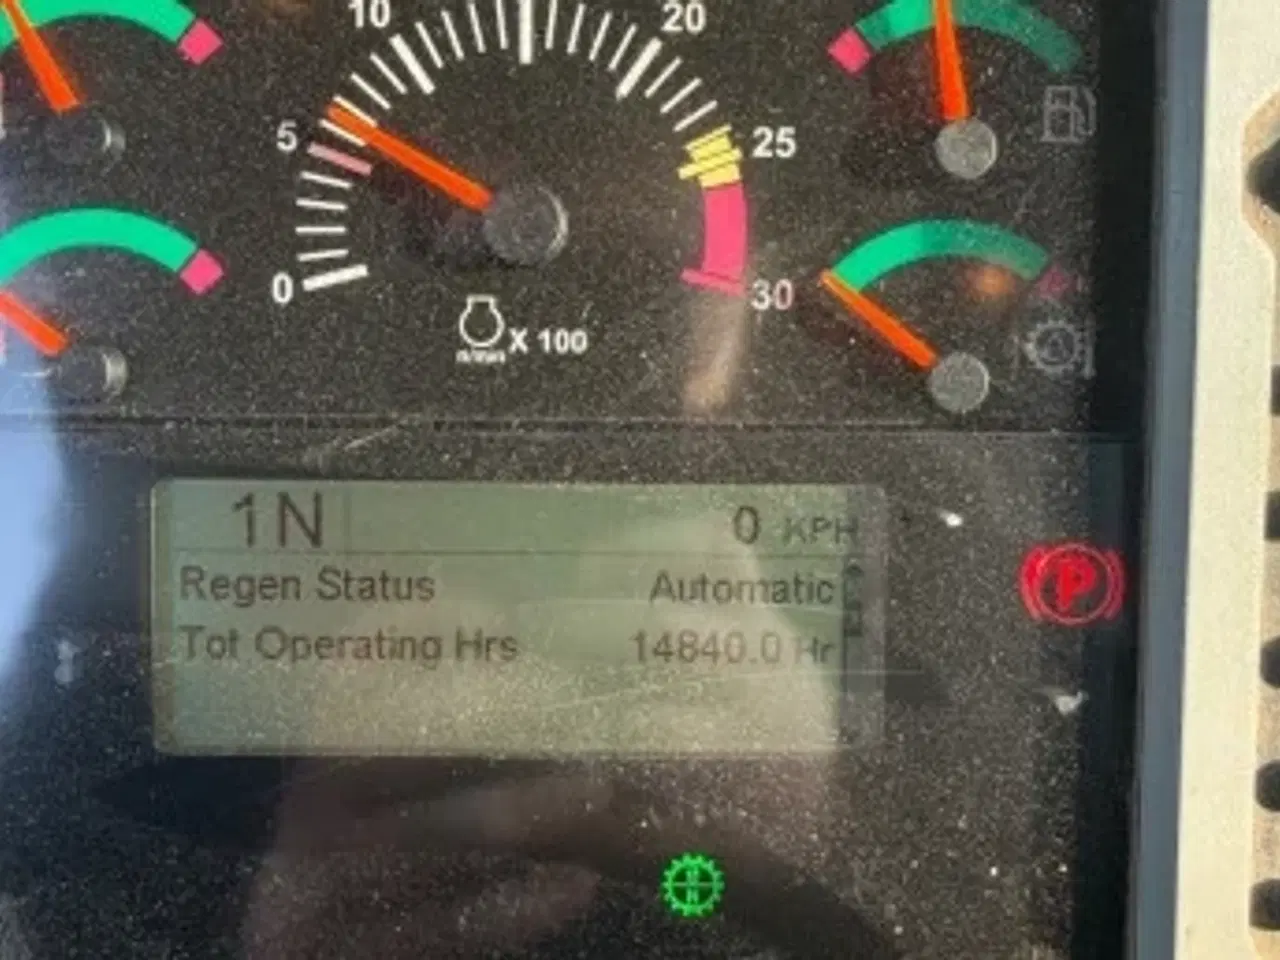 10 20
5 25
0 30
n/min X 100
1N 0 KPH
Regen Status Automatic
Tot Operating Hrs 14840.0 Hr
P
N